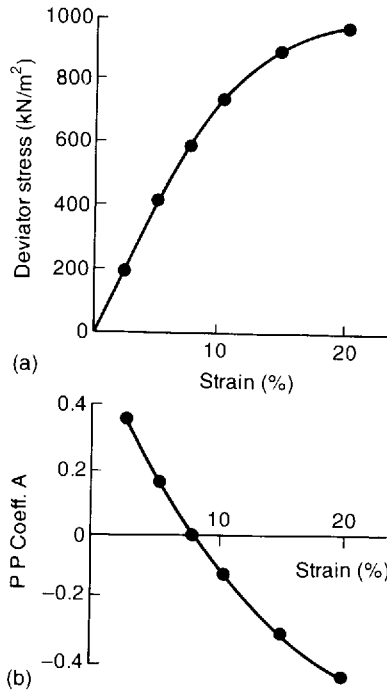 1000
800
600
400
200
0
Deviator stress (kN/m²)
10
20
Strain (%)
(a)
0.4
0.2
0
−0.2
−0.4
P P Coeff. A
10
20
Strain (%)
(b)